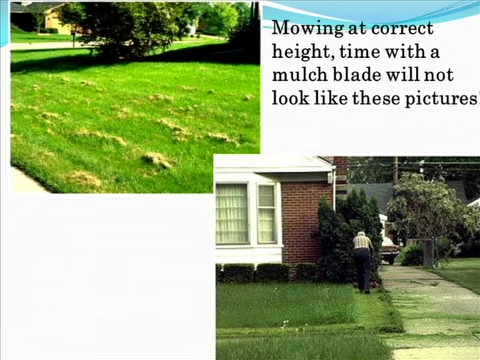 Mowing at correct
height, time with a
mulch blade will not
look like these pictures!